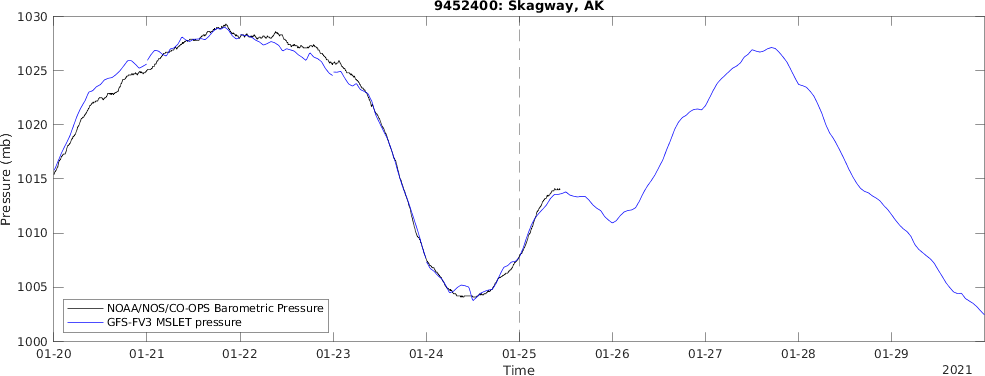 9452400: Skagway, AK
Pressure (mb)
1030
1025
1020
1015
1010
1005
1000
NOAA/NOS/CO-OPS Barometric Pressure
GFS-FV3 MSLET pressure
01-20 01-21 01-22 01-23 01-24 01-25 01-26 01-27 01-28 01-29
Time
2021